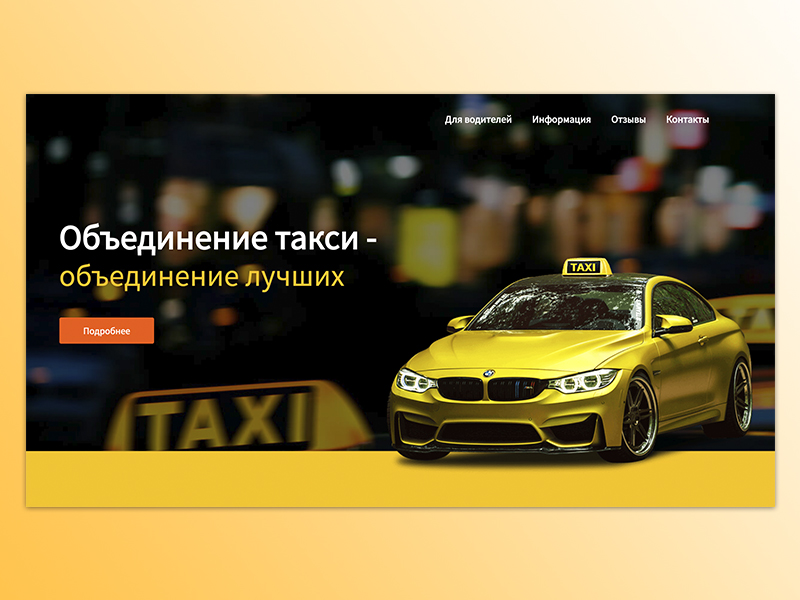 Для водителей Информация Отзывы Контакты
Объединение такси -
объединение лучших
TAXI
Подробнее
TAXI